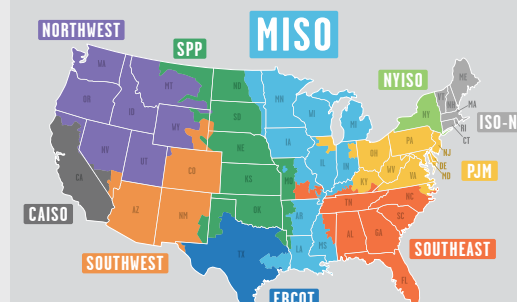 MISO
NORTHWEST
SPP
NYISO
ISO-N
PJM
CAISO
SOUTHWEST
SOUTHEAST
ERCOT
WA
MT
ND
MN
ME
OR
ID
SD
WI
MI
VT
NH
MA
NY
WY
RI
CT
NV
UT
NE
IA
PA
NJ
OH
DE
MD
CA
CO
KS
MO
IL
IN
WV
VA
KY
AZ
NM
OK
AR
TN
NC
SC
TX
LA
MS
AL
GA
FL